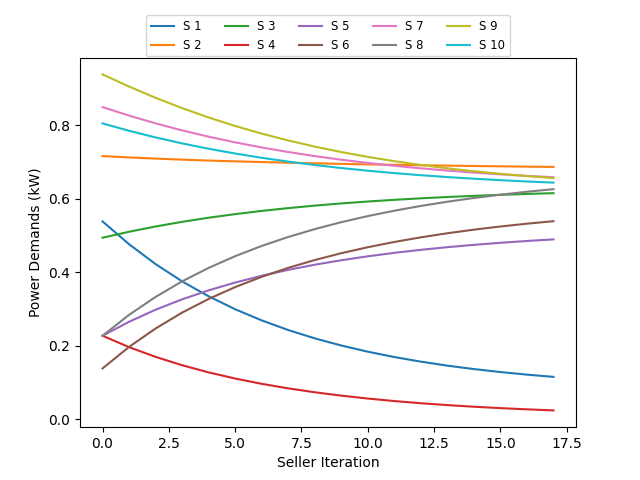 S 1 S 3 S 5 S 7 S 9
S 2 S 4 S 6 S 8 S 10
Power Demands (kW)
0.8
0.6
0.4
0.2
0.0
0.0 2.5 5.0 7.5 10.0 12.5 15.0 17.5
Seller Iteration